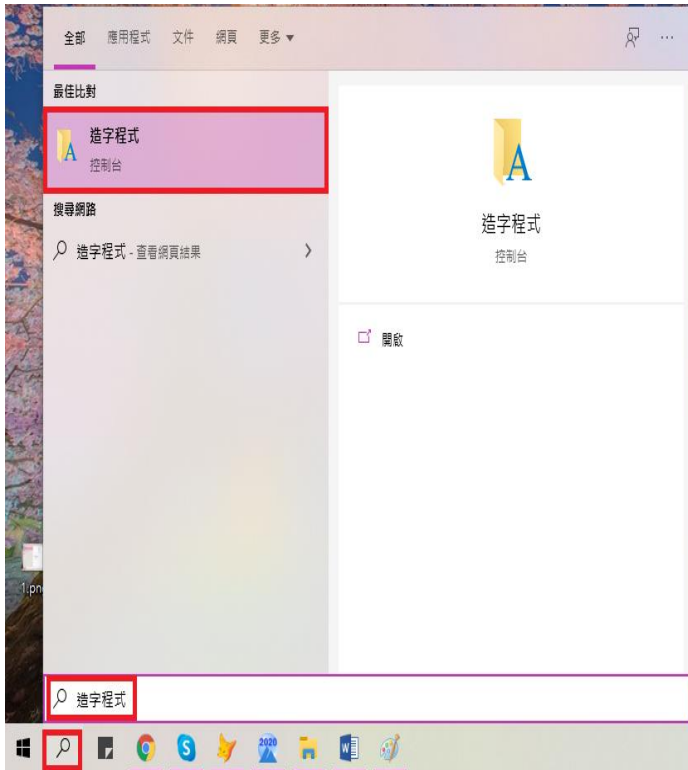 全部 應用程式 文件 網頁 更多
最佳比對
造字程式
控制台
搜尋網路
造字程式 - 查看網頁結果
造字程式
控制台
開啟
1.pn
造字程式
2020